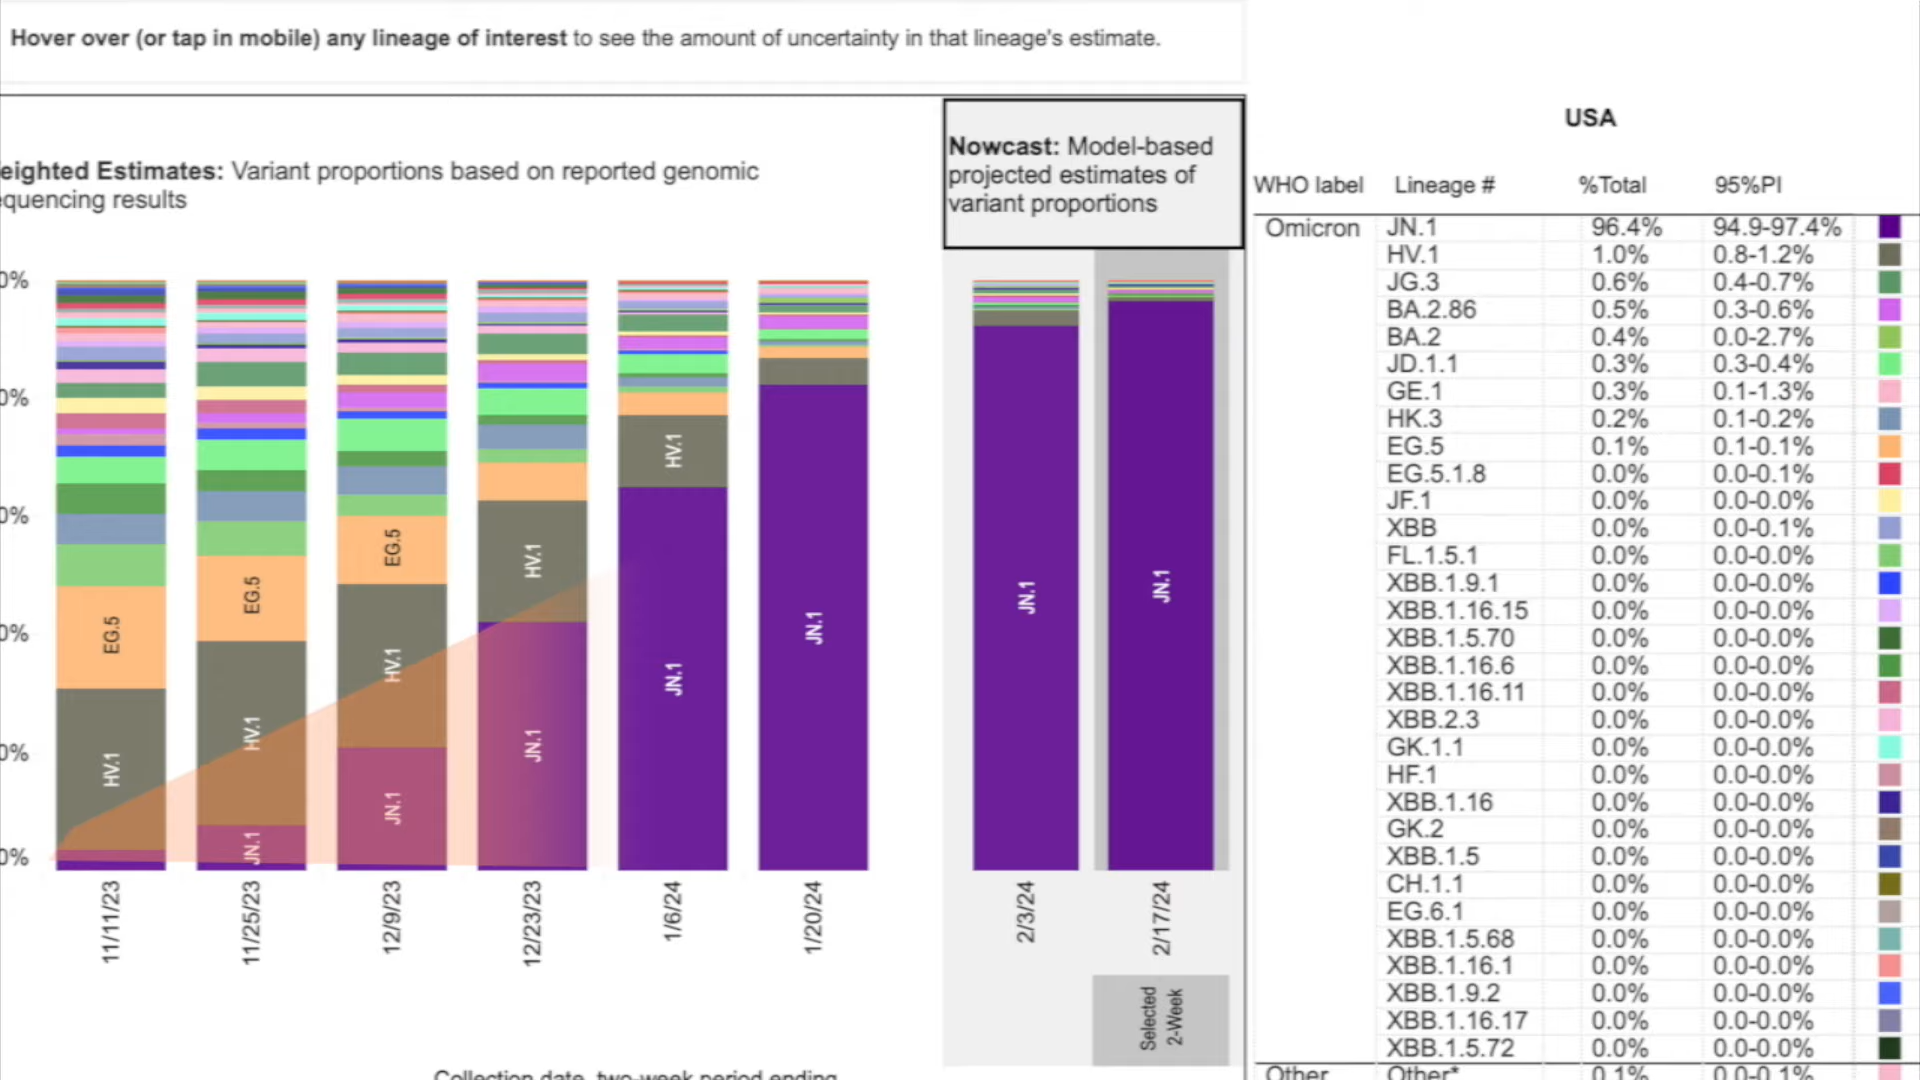 Hover over (or tap in mobile) any lineage of interest to see the amount of uncertainty in that lineage's estimate.
eighted Estimates: Variant proportions based on reported genomic
equencing results
Nowcast: Model-based
projected estimates of
variant proportions
0%
0%
0%
0%
0%
0%
HV.1
EG.5
JN.1
HV.1
EG.5
JN.1
HV.1
EG.5
JN.1
HV.1
JN.1
HV.1
JN.1
JN.1
JN.1
11/11/23
11/25/23
12/9/23
12/23/23
1/6/24
1/20/24
2/3/24
2/17/24
Selected
2-Week
Collection date, two-week period ending
USA
WHO label Lineage # %Total 95%PI
Omicron JN.1 96.4% 94.9-97.4%
HV.1 1.0% 0.8-1.2%
JG.3 0.6% 0.4-0.7%
BA.2.86 0.5% 0.3-0.6%
BA.2 0.4% 0.0-2.7%
JD.1.1 0.3% 0.3-0.4%
GE.1 0.3% 0.1-1.3%
HK.3 0.2% 0.1-0.2%
EG.5 0.1% 0.1-0.1%
EG.5.1.8 0.0% 0.0-0.1%
JF.1 0.0% 0.0-0.0%
XBB 0.0% 0.0-0.1%
FL.1.5.1 0.0% 0.0-0.0%
XBB.1.9.1 0.0% 0.0-0.0%
XBB.1.16.15 0.0% 0.0-0.0%
XBB.1.5.70 0.0% 0.0-0.0%
XBB.1.16.6 0.0% 0.0-0.0%
XBB.1.16.11 0.0% 0.0-0.0%
XBB.2.3 0.0% 0.0-0.0%
GK.1.1 0.0% 0.0-0.0%
HF.1 0.0% 0.0-0.0%
XBB.1.16 0.0% 0.0-0.0%
GK.2 0.0% 0.0-0.0%
XBB.1.5 0.0% 0.0-0.0%
CH.1.1 0.0% 0.0-0.0%
EG.6.1 0.0% 0.0-0.0%
XBB.1.5.68 0.0% 0.0-0.0%
XBB.1.16.1 0.0% 0.0-0.0%
XBB.1.9.2 0.0% 0.0-0.0%
XBB.1.16.17 0.0% 0.0-0.0%
XBB.1.5.72 0.0% 0.0-0.0%
Other Other* 0.1% 0.0-0.1%